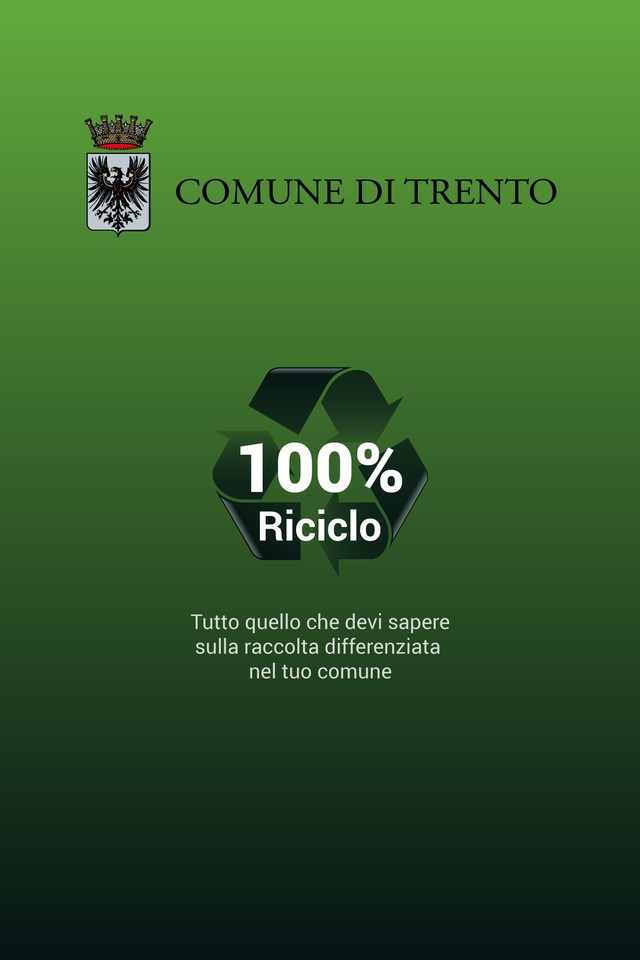 COMUNE DI TRENTO
100%
Riciclo
Tutto quello che devi sapere
sulla raccolta differenziata
nel tuo comune